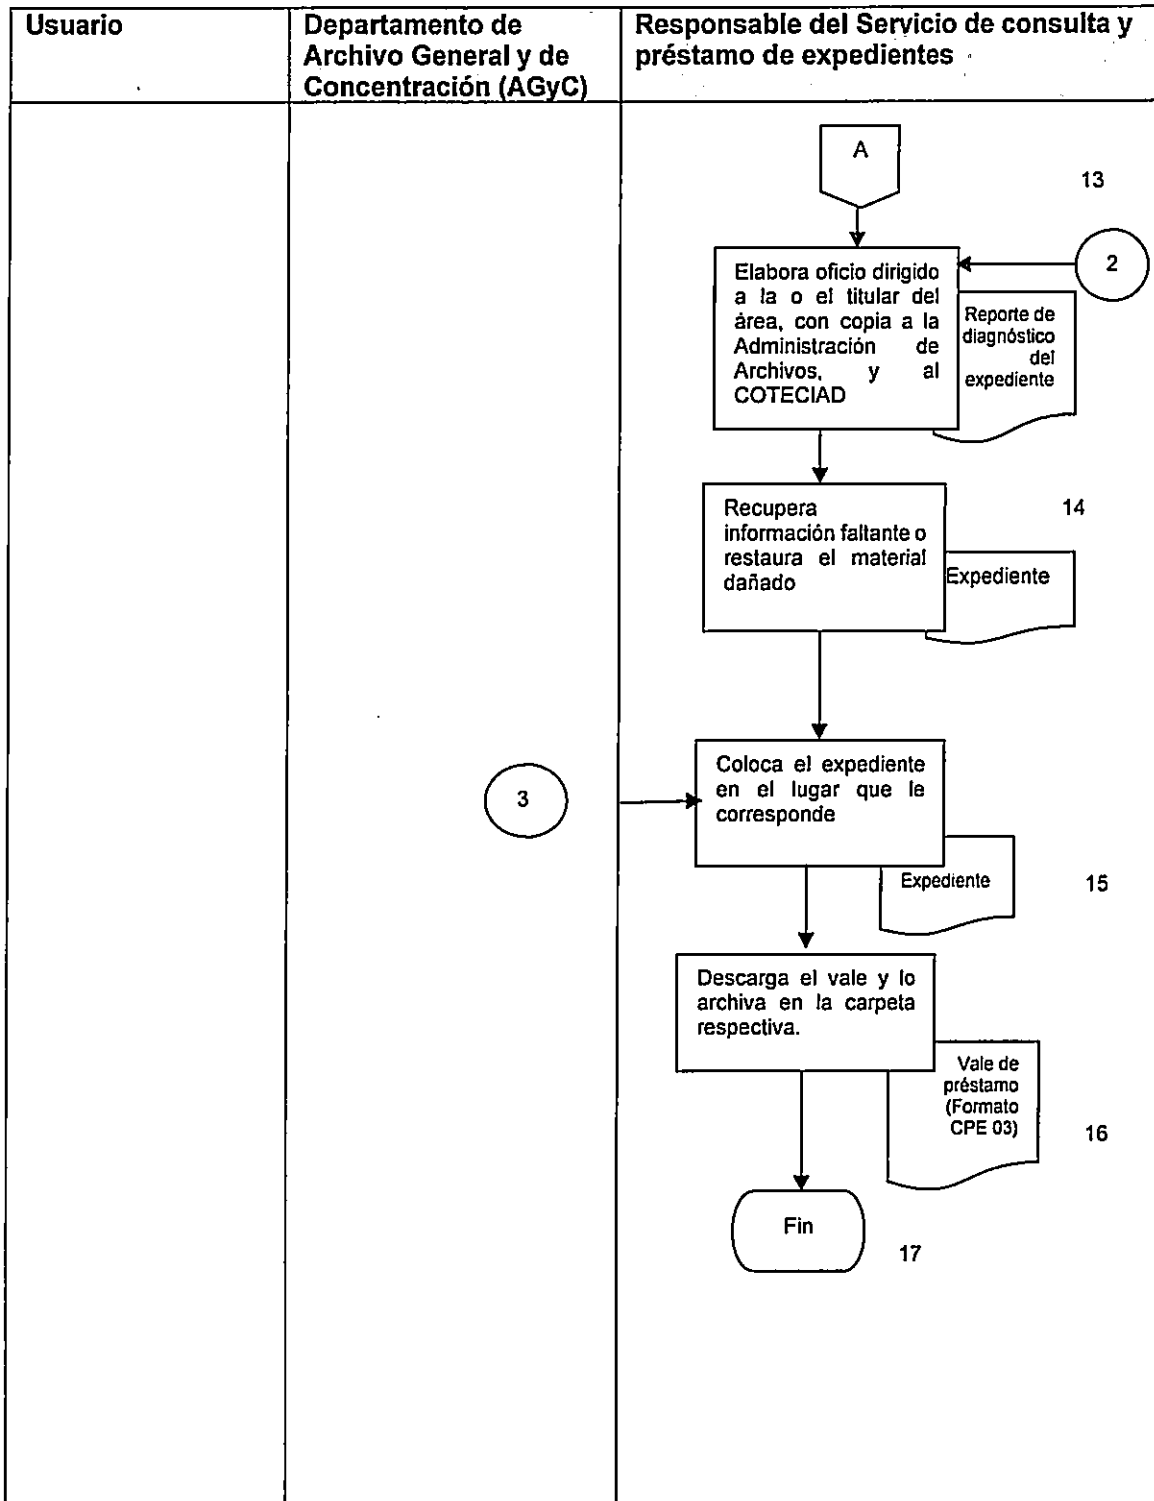 Usuario
Departamento de
Archivo General y de
Concentración (AGyC)
Responsable del Servicio de consulta y
préstamo de expedientes
A
13
2
Elabora oficio dirigido
a la o el titular del
área, con copia a la
Administración de
Archivos, y al
COTECIAD
Reporte de
diagnóstico
del
expediente
Recupera
información faltante o
restaura el material
dañado
14
Expediente
3
Coloca el expediente
en el lugar que le
corresponde
Expediente
15
Descarga el vale y lo
archiva en la carpeta
respectiva.
Vale de
préstamo
(Formato
CPE 03)
16
Fin
17